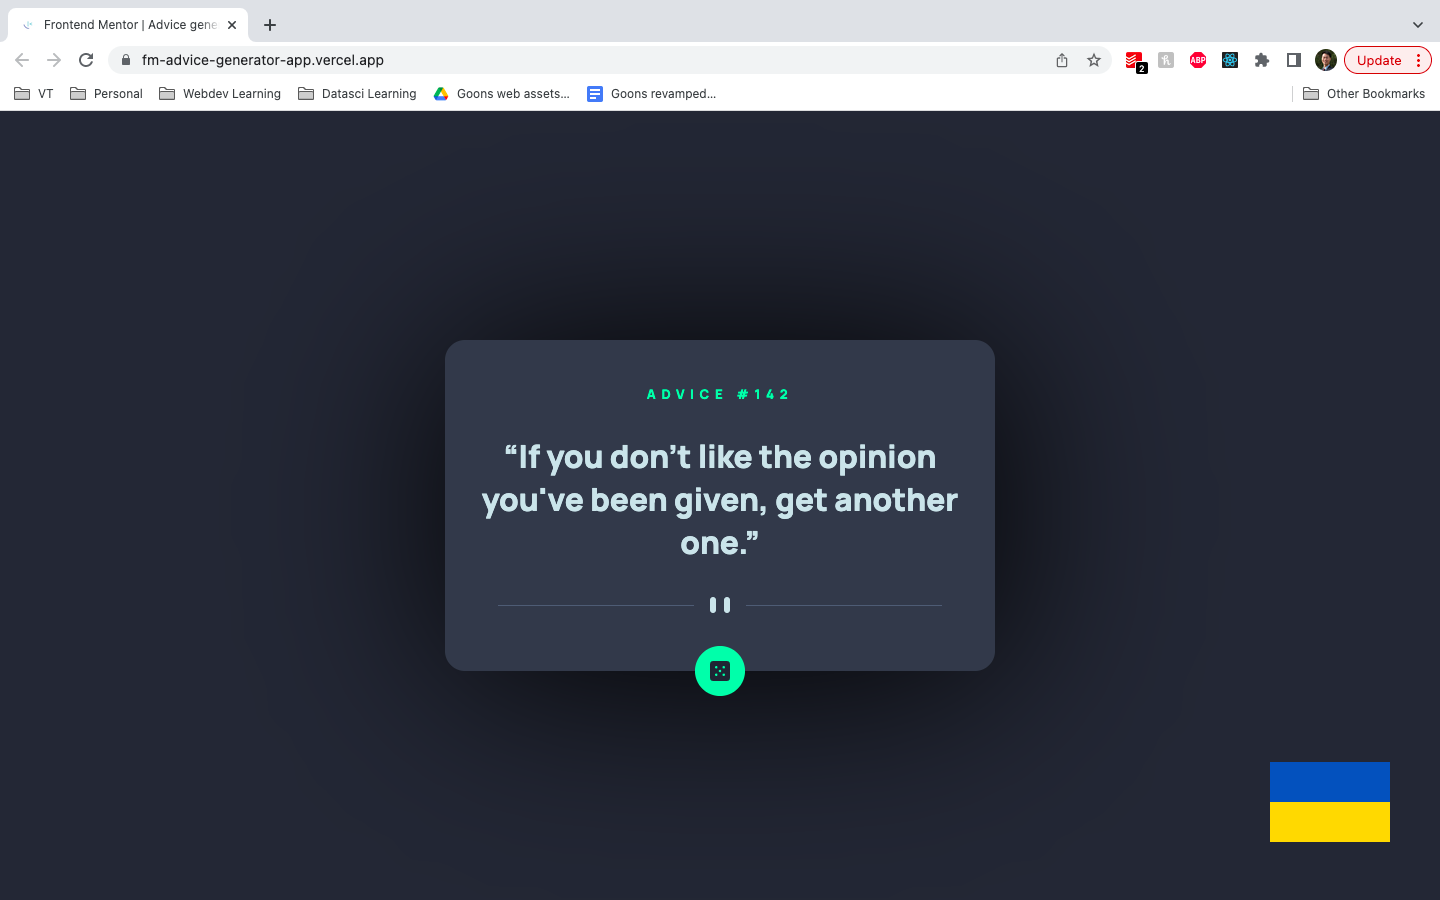 Frontend Mentor | Advice gene
fm-advice-generator-app.vercel.app
2
ABP
Update
VT
Personal
Webdev Learning
Datasci Learning
Goons web assets...
Goons revamped...
Other Bookmarks
ADVICE #142
“If you don’t like the opinion
you've been given, get another
one.”